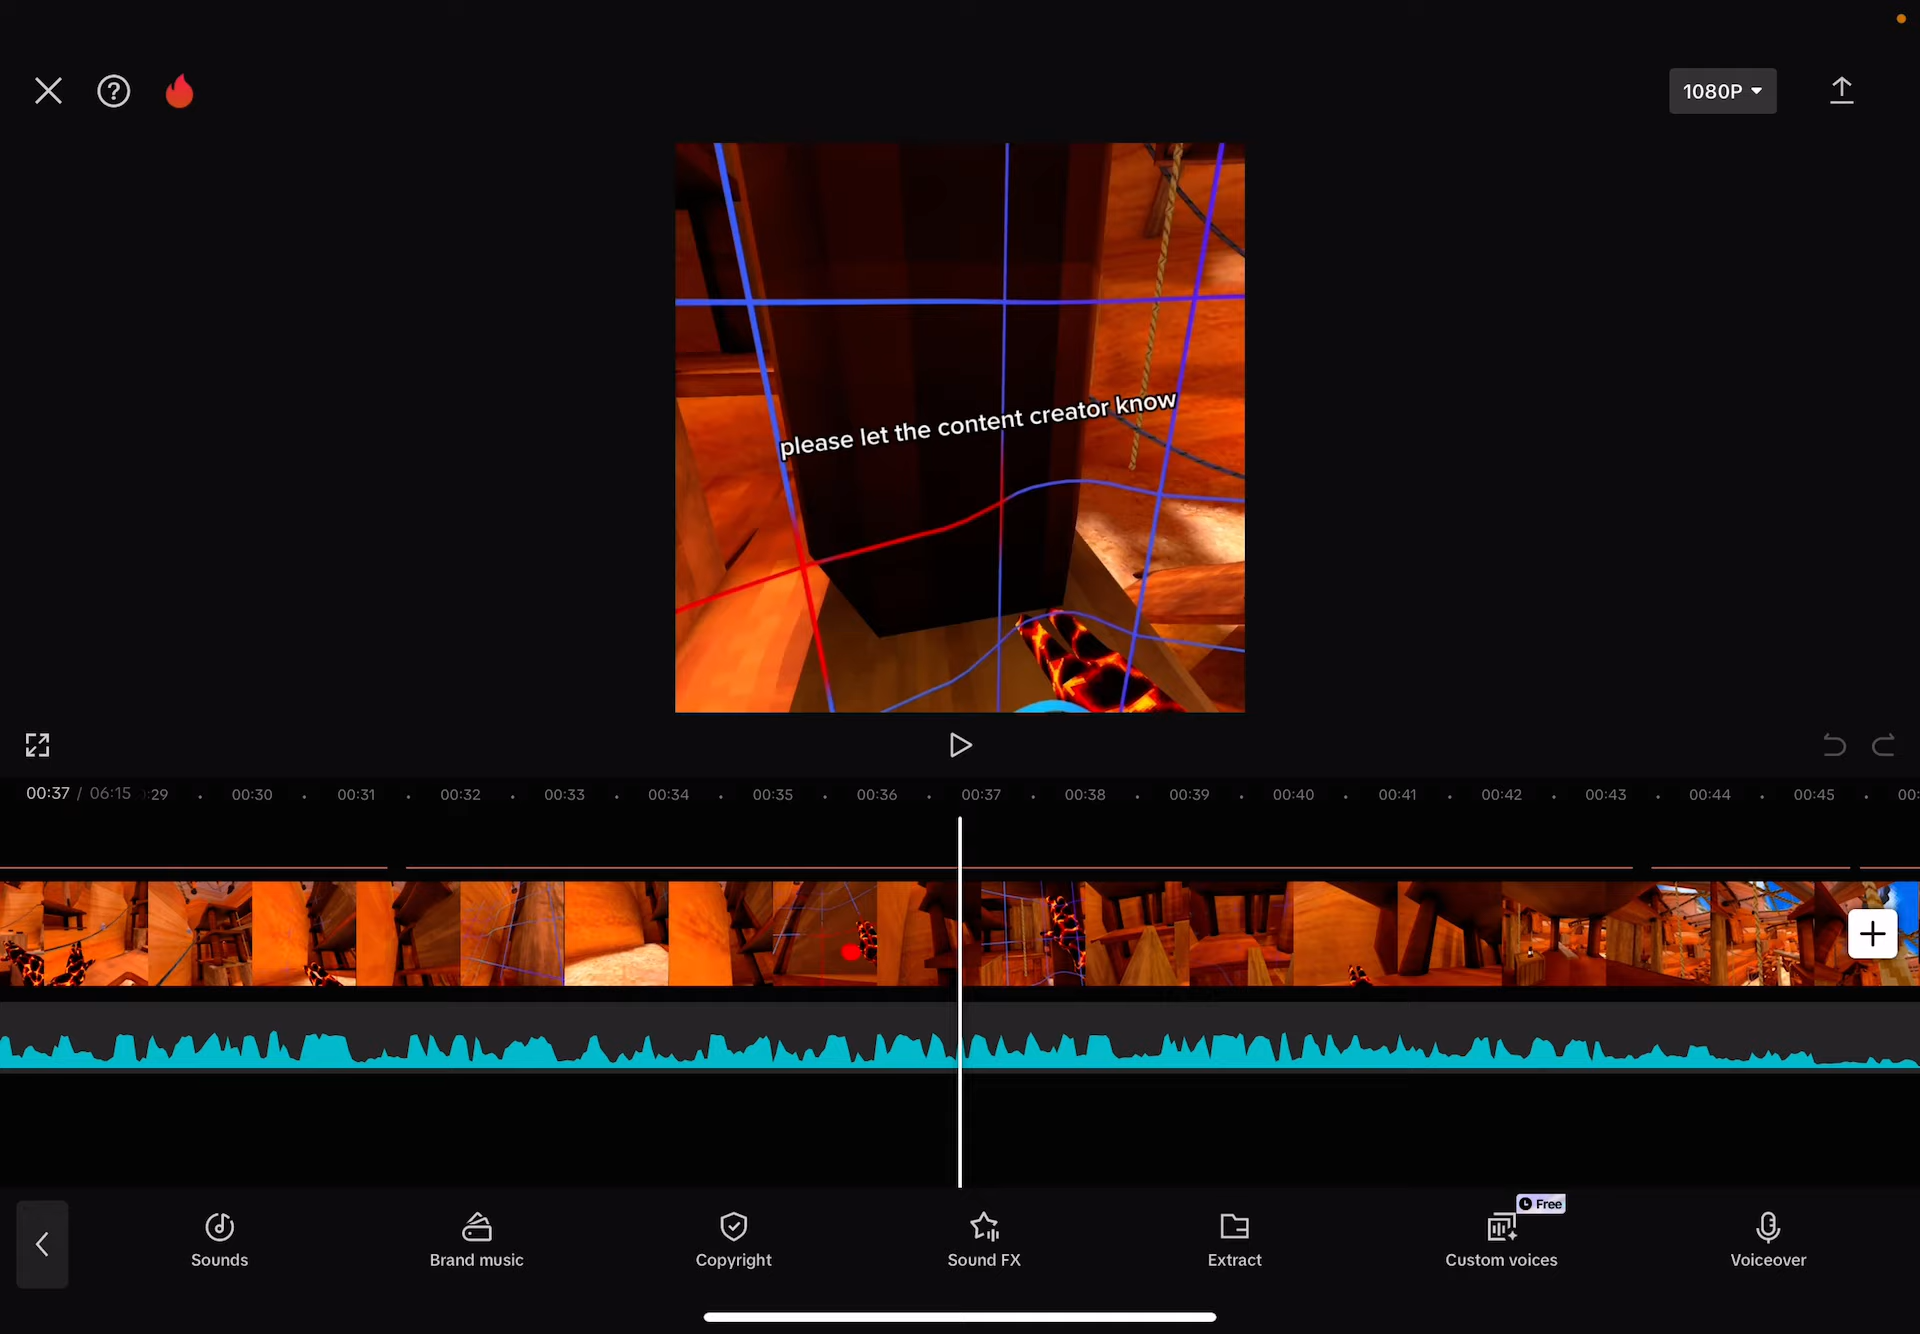 1080P
please let the content creator know
00:37 / 06:15 :29 00:30 00:31 00:32 00:33 00:34 00:35 00:36 00:37 00:38 00:39 00:40 00:41 00:42 00:43 00:44 00:45 00:
Free
Sounds Brand music Copyright Sound FX Extract Custom voices Voiceover